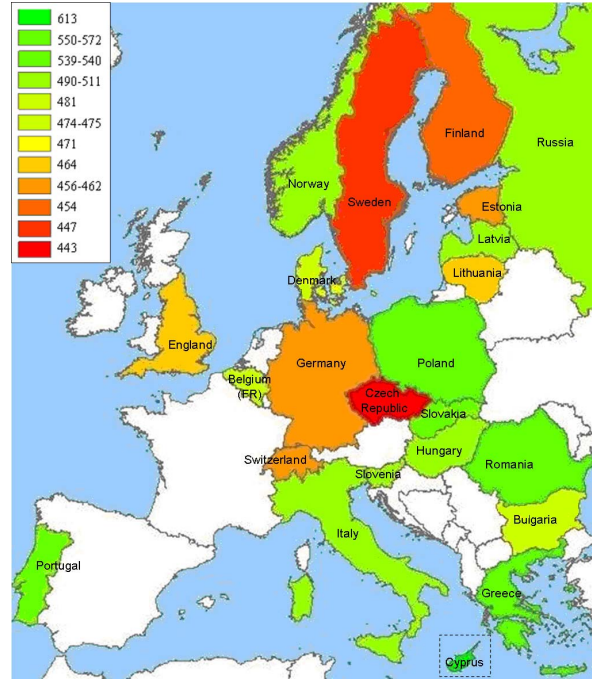 613
550-572
539-540
490-511
481
474-475
471
464
456-462
454
447
443
Finland
Russia
Norway
Sweden
Estonia
Latvia
Denmark
Lithuania
England
Germany
Poland
Belgium
(FR)
Czech
Republic
Slovakia
Hungary
Switzerland
Romania
Slovenia
Bulgaria
Italy
Portugal
Greece
Cyprus